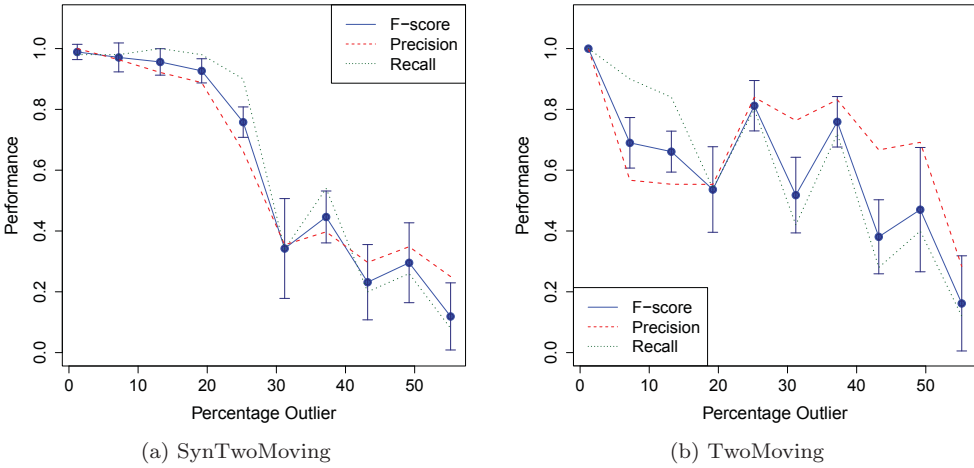 F−score
Precision
Recall
Performance
0.0
0.2
0.4
0.6
0.8
1.0
0
10
20
30
40
50
Percentage Outlier
(a) SynTwoMoving
F−score
Precision
Recall
Performance
0.0
0.2
0.4
0.6
0.8
1.0
0
10
20
30
40
50
Percentage Outlier
(b) TwoMoving